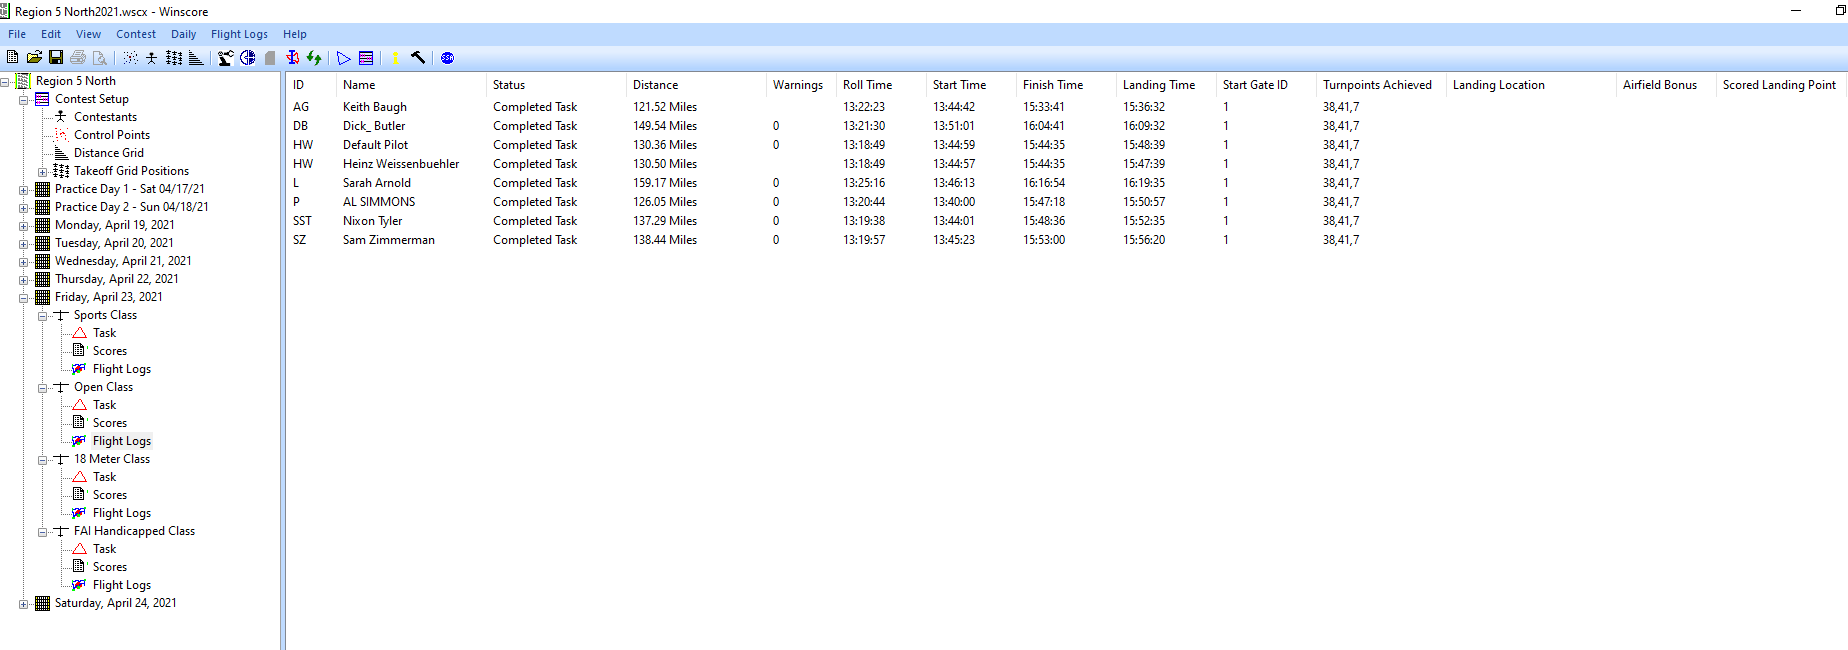 Region 5 North2021.wscx - Winscore
File Edit View Contest Daily Flight Logs Help
SSA
Region 5 North
Contest Setup
Contestants
Control Points
Distance Grid
Takeoff Grid Positions
Practice Day 1 - Sat 04/17/21
Practice Day 2 - Sun 04/18/21
Monday, April 19, 2021
Tuesday, April 20, 2021
Wednesday, April 21, 2021
Thursday, April 22, 2021
Friday, April 23, 2021
Sports Class
Task
Scores
Flight Logs
Open Class
Task
Scores
Flight Logs
18 Meter Class
Task
Scores
Flight Logs
FAI Handicapped Class
Task
Scores
Flight Logs
Saturday, April 24, 2021
ID Name Status Distance Warnings Roll Time Start Time Finish Time Landing Time Start Gate ID Turnpoints Achieved Landing Location Airfield Bonus Scored Landing Point
AG Keith Baugh Completed Task 121.52 Miles 13:22:23 13:44:42 15:33:41 15:36:32 1 38,41,7
DB Dick_ Butler Completed Task 149.54 Miles 0 13:21:30 13:51:01 16:04:41 16:09:32 1 38,41,7
HW Default Pilot Completed Task 130.36 Miles 0 13:18:49 13:44:59 15:44:35 15:48:39 1 38,41,7
HW Heinz Weissenbuehler Completed Task 130.50 Miles 13:18:49 13:44:57 15:44:35 15:47:39 1 38,41,7
L Sarah Arnold Completed Task 159.17 Miles 0 13:25:16 13:46:13 16:16:54 16:19:35 1 38,41,7
P AL SIMMONS Completed Task 126.05 Miles 0 13:20:44 13:40:00 15:47:18 15:50:57 1 38,41,7
SST Nixon Tyler Completed Task 137.29 Miles 0 13:19:38 13:44:01 15:48:36 15:52:35 1 38,41,7
SZ Sam Zimmerman Completed Task 138.44 Miles 0 13:19:57 13:45:23 15:53:00 15:56:20 1 38,41,7